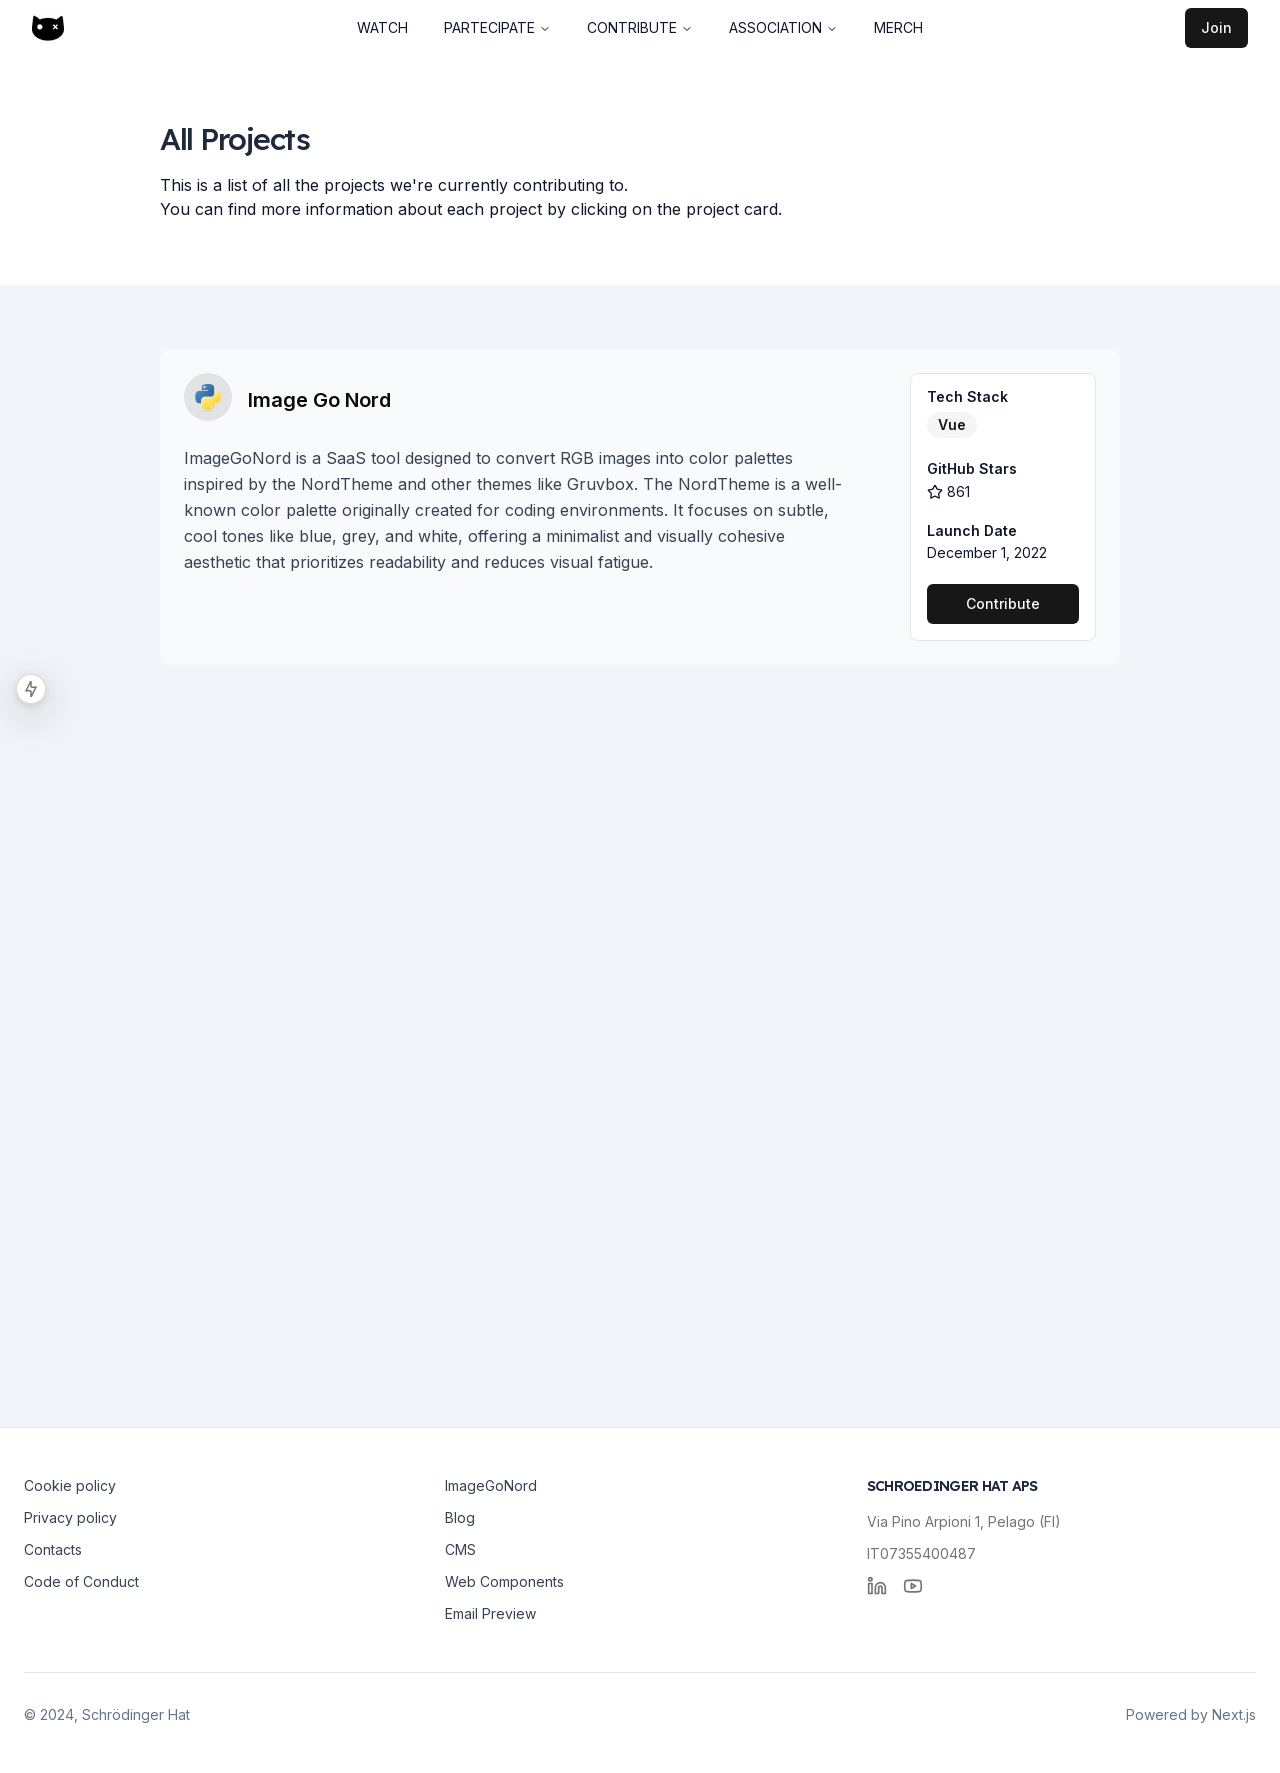 WATCH
PARTECIPATE
CONTRIBUTE
ASSOCIATION
MERCH
Join
All Projects
This is a list of all the projects we're currently contributing to.
You can find more information about each project by clicking on the project card.
Image Go Nord
ImageGoNord is a SaaS tool designed to convert RGB images into color palettes
inspired by the NordTheme and other themes like Gruvbox. The NordTheme is a well-
known color palette originally created for coding environments. It focuses on subtle,
cool tones like blue, grey, and white, offering a minimalist and visually cohesive
aesthetic that prioritizes readability and reduces visual fatigue.
Tech Stack
Vue
GitHub Stars
861
Launch Date
December 1, 2022
Contribute
Cookie policy
Privacy policy
Contacts
Code of Conduct
ImageGoNord
Blog
CMS
Web Components
Email Preview
SCHROEDINGER HAT APS
Via Pino Arpioni 1, Pelago (FI)
IT07355400487
© 2024, Schrödinger Hat
Powered by Next.js